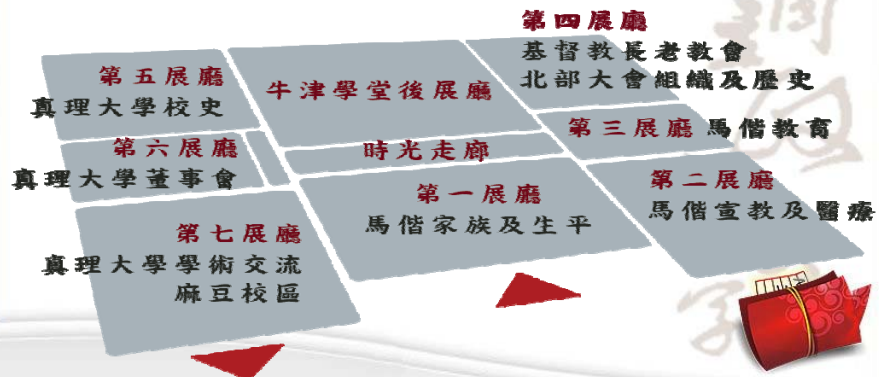 第四展廳
基督教長老教會
北部大會組織及歷史
第五展廳
真理大學校史
牛津學堂後展廳
第三展廳 馬偕教育
第六展廳
真理大學董事會
時光走廊
第一展廳
馬偕家族及生平
第二展廳
馬偕宣教及醫療
第七展廳
真理大學學術交流
麻豆校區